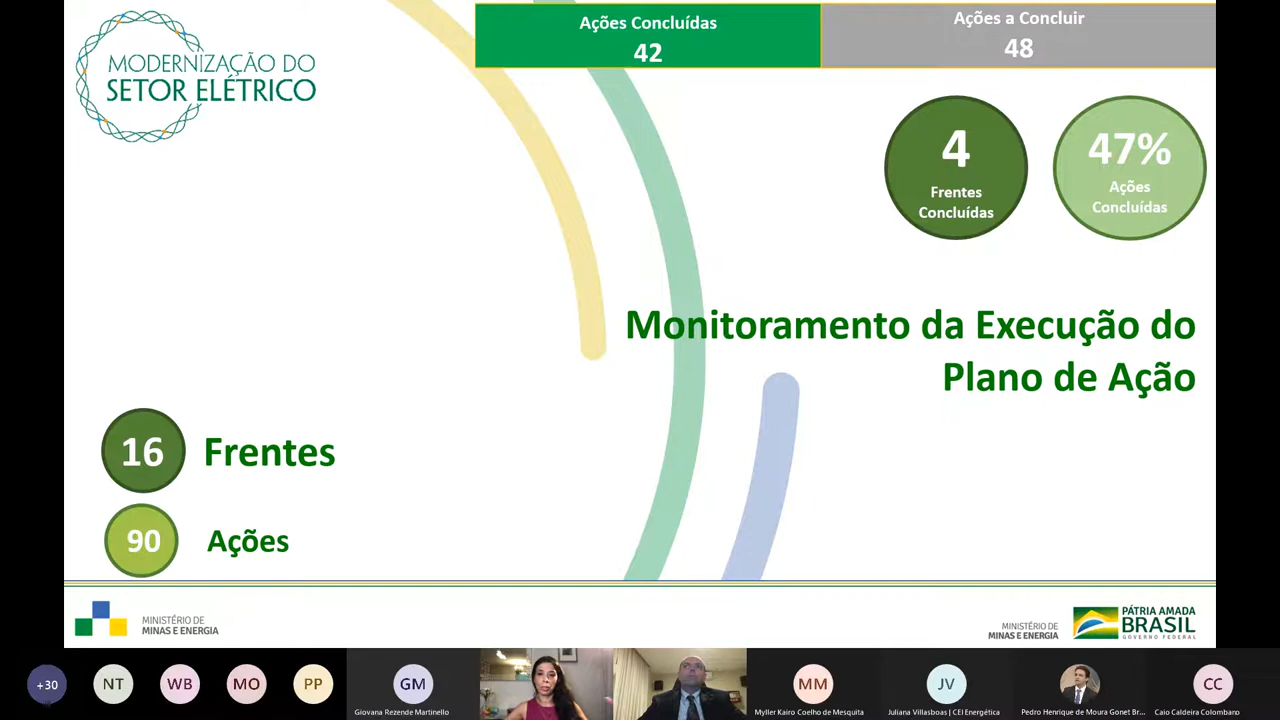 MODERNIZAÇÃO DO
SETOR ELÉTRICO
Ações Concluídas
42
Ações a Concluir
48
4
Frentes
Concluídas
47%
Ações
Concluídas
Monitoramento da Execução do
Plano de Ação
16
Frentes
90
Ações
MINISTÉRIO DE
MINAS E ENERGIA
MINISTÉRIO DE
MINAS E ENERGIA
PÁTRIA AMADA
BRASIL
GOVERNO FEDERAL
+30
NT
WB
MO
PP
GM
Giovana Rezende Martinello
MM
Myller Kairo Coelho de Mesquita
JV
Juliana Villasboas | CEI Energética
Pedro Henrique de Moura Gonet Br...
CC
Caio Caldeira Colombano